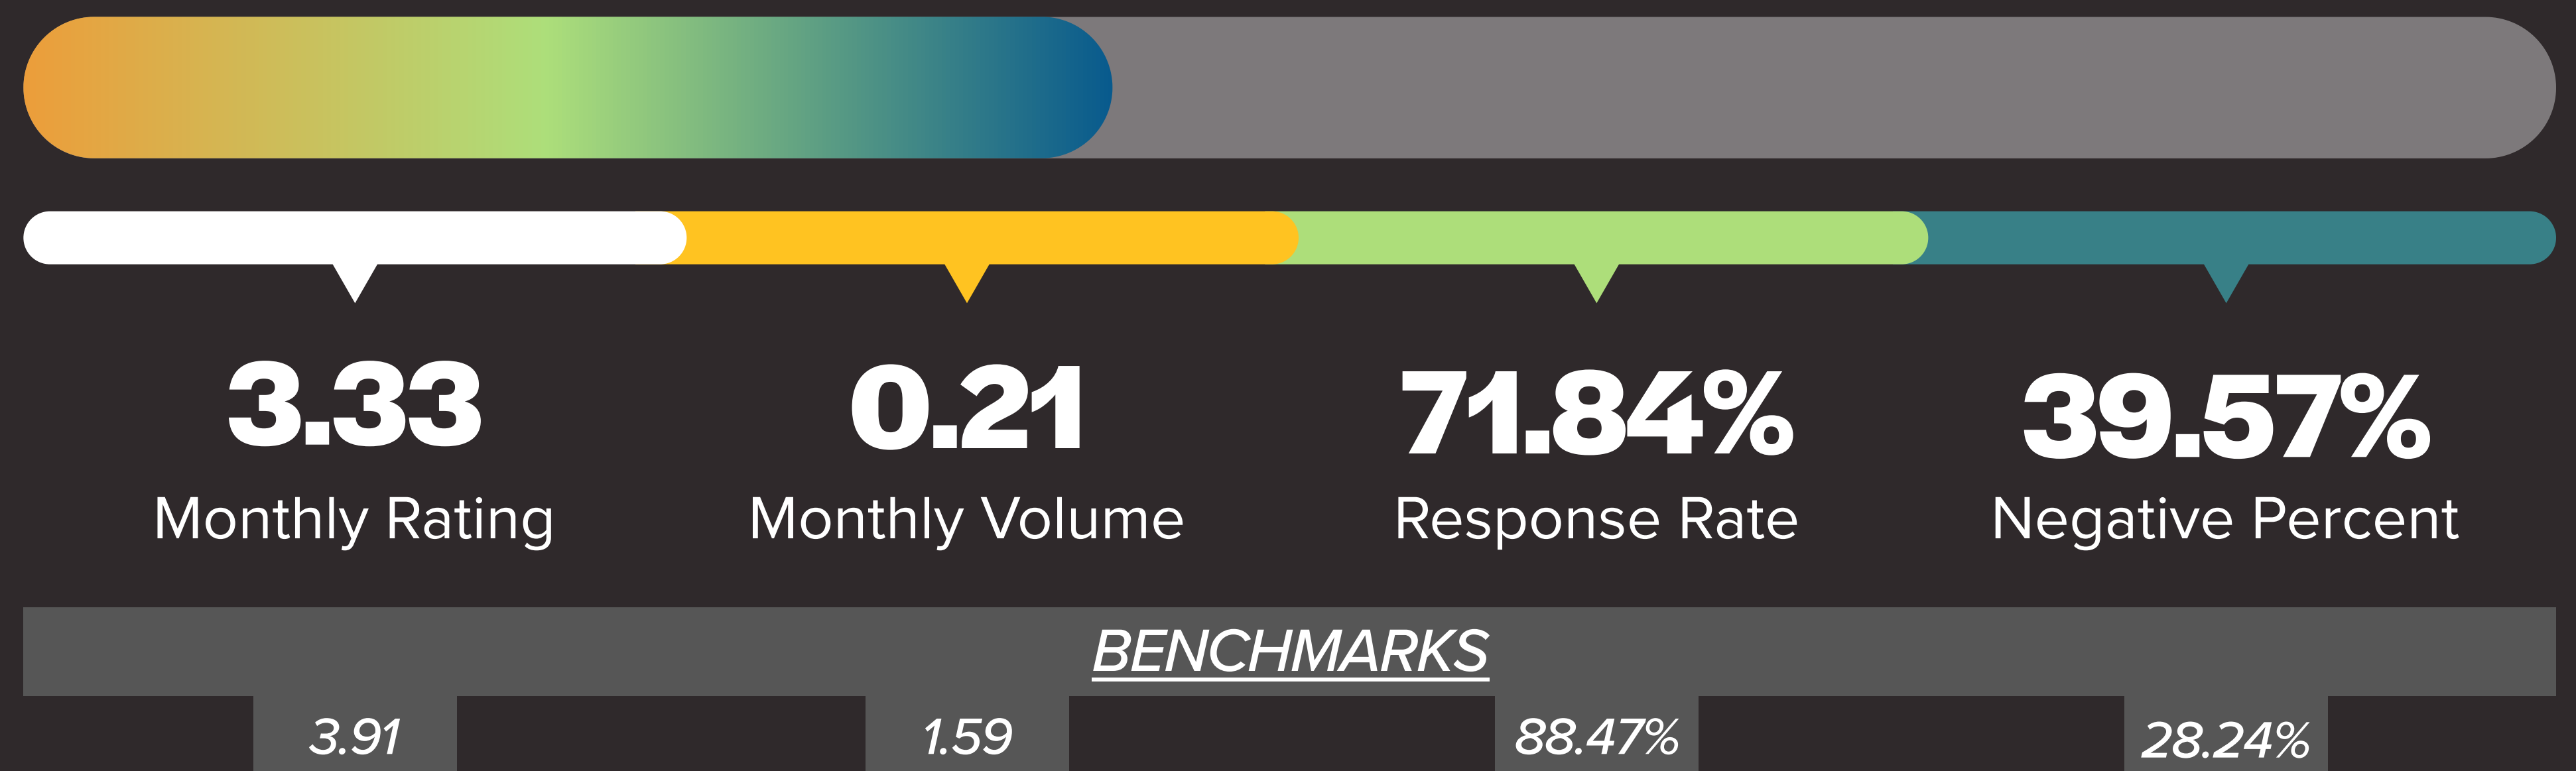 3.33 0.21 71.84% 39.57%
Monthly Rating Monthly Volume Response Rate Negative Percent
BENCHMARKS
3.91 1.59 88.47% 28.24%